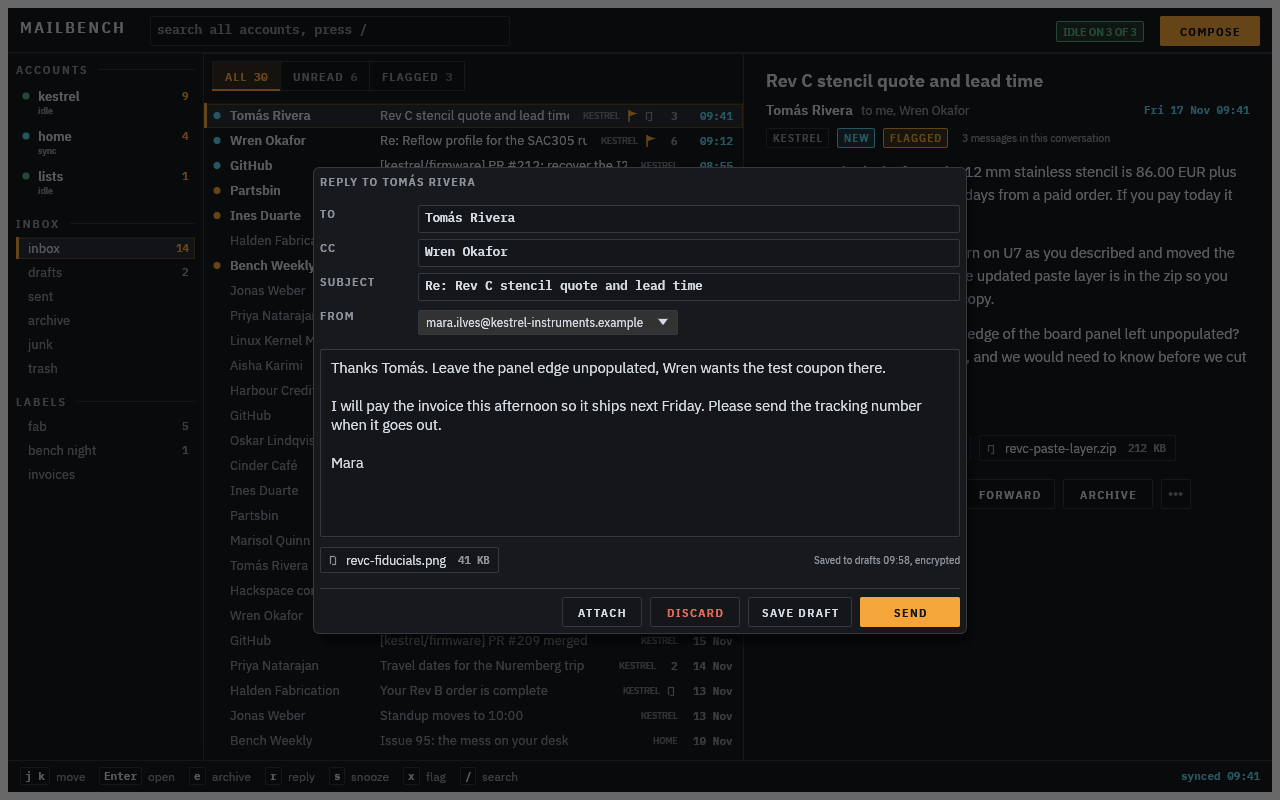 MAILBENCH
search all accounts, press /
IDLE ON 3 OF 3
COMPOSE
ACCOUNTS
kestrel 9
idle
home 4
sync
lists 1
idle
INBOX
inbox 14
drafts 2
sent
archive
junk
trash
LABELS
fab 5
bench night 1
invoices
ALL 30
UNREAD 6
FLAGGED 3
Tomás Rivera Rev C stencil quote and lead time KESTREL 3 09:41
Wren Okafor Re: Reflow profile for the SAC305 ru KESTREL 6 09:12
GitHub [kestrel/firmware] PR #212: recover the I2 KESTREL 08:55
Partsbin
Ines Duarte
Halden Fabrica
Bench Weekly
Jonas Weber
Priya Nataraja
Linux Kernel M
Aisha Karimi
Harbour Credi
GitHub
Oskar Lindqvis
Cinder Café
Ines Duarte
Partsbin
Marisol Quinn
Tomás Rivera
Hackspace co
Wren Okafor
GitHub [kestrel/firmware] PR #209 merged KESTREL 15 Nov
Priya Natarajan Travel dates for the Nuremberg trip KESTREL 2 14 Nov
Halden Fabrication Your Rev B order is complete KESTREL 13 Nov
Jonas Weber Standup moves to 10:00 KESTREL 13 Nov
Bench Weekly Issue 95: the mess on your desk HOME 10 Nov
Rev C stencil quote and lead time
Tomás Rivera to me, Wren Okafor Fri 17 Nov 09:41
KESTREL NEW FLAGGED 3 messages in this conversation
12 mm stainless stencil is 86.00 EUR plus
days from a paid order. If you pay today it
rn on U7 as you described and moved the
e updated paste layer is in the zip so you
opy.
edge of the board panel left unpopulated?
, and we would need to know before we cut
revc-paste-layer.zip 212 KB
FORWARD
ARCHIVE
•••
REPLY TO TOMÁS RIVERA
TO Tomás Rivera
CC Wren Okafor
SUBJECT Re: Rev C stencil quote and lead time
FROM mara.ilves@kestrel-instruments.example
Thanks Tomás. Leave the panel edge unpopulated, Wren wants the test coupon there.
I will pay the invoice this afternoon so it ships next Friday. Please send the tracking number
when it goes out.
Mara
revc-fiducials.png 41 KB
Saved to drafts 09:58, encrypted
ATTACH
DISCARD
SAVE DRAFT
SEND
j k move Enter open e archive r reply s snooze x flag / search
synced 09:41